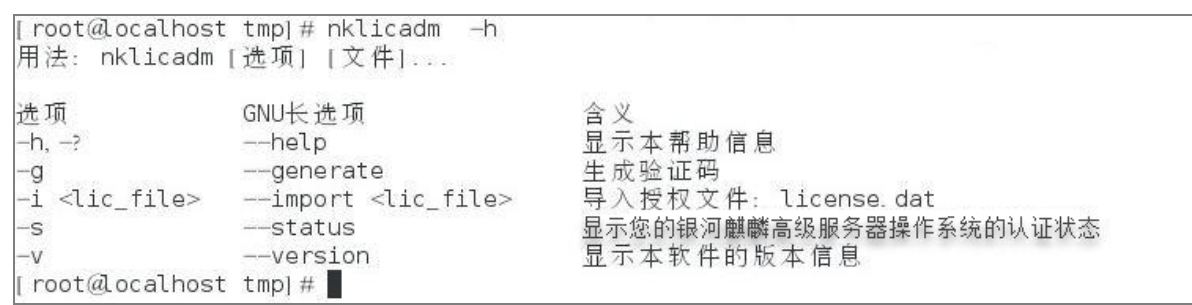 [root@localhost tmp]# nklicadm  -h
用法: nklicadm [选项] [文件]...
选项 GNU长选项 含义
-h, -? --help 显示本帮助信息
-g --generate 生成验证码
-i <lic_file> --import <lic_file> 导入授权文件: license.dat
-s --status 显示您的银河麒麟高级服务器操作系统的认证状态
-v --version 显示本软件的版本信息
[root@localhost tmp]#